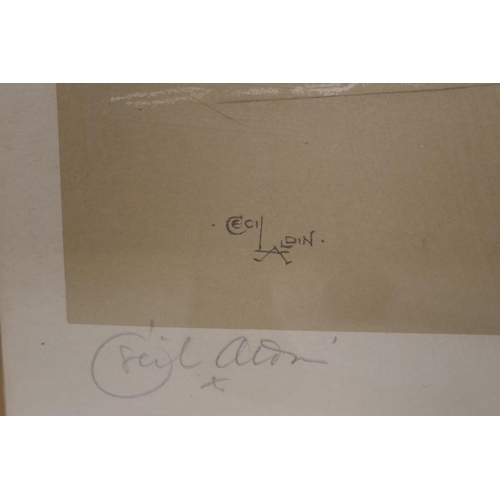 · CECIL
ALDIN ·
Cecil Aldin
x